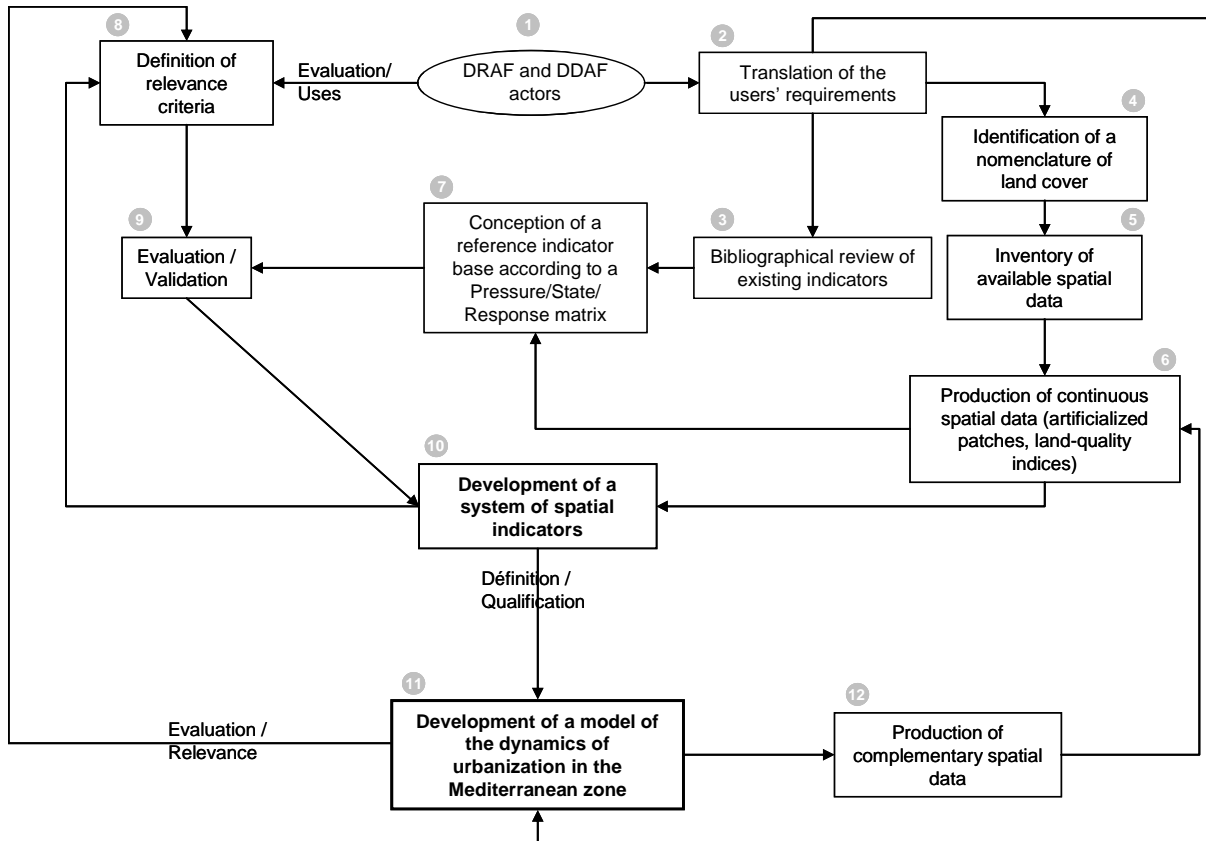 8
Definition of
relevance
criteria
Evaluation/
Uses
1
DRAF and DDAF
actors
2
Translation of the
users' requirements
4
Identification of a
nomenclature of
land cover
7
Conception of a
reference indicator
base according to a
Pressure/State/
Response matrix
3
Bibliographical review of
existing indicators
9
Evaluation /
Validation
5
Inventory of
available spatial
data
6
Production of continuous
spatial data (artificialized
patches, land-quality
indices)
10
Development of a
system of spatial
indicators
Définition /
Qualification
11
Development of a model of
the dynamics of
urbanization in the
Mediterranean zone
Evaluation /
Relevance
12
Production of
complementary spatial
data